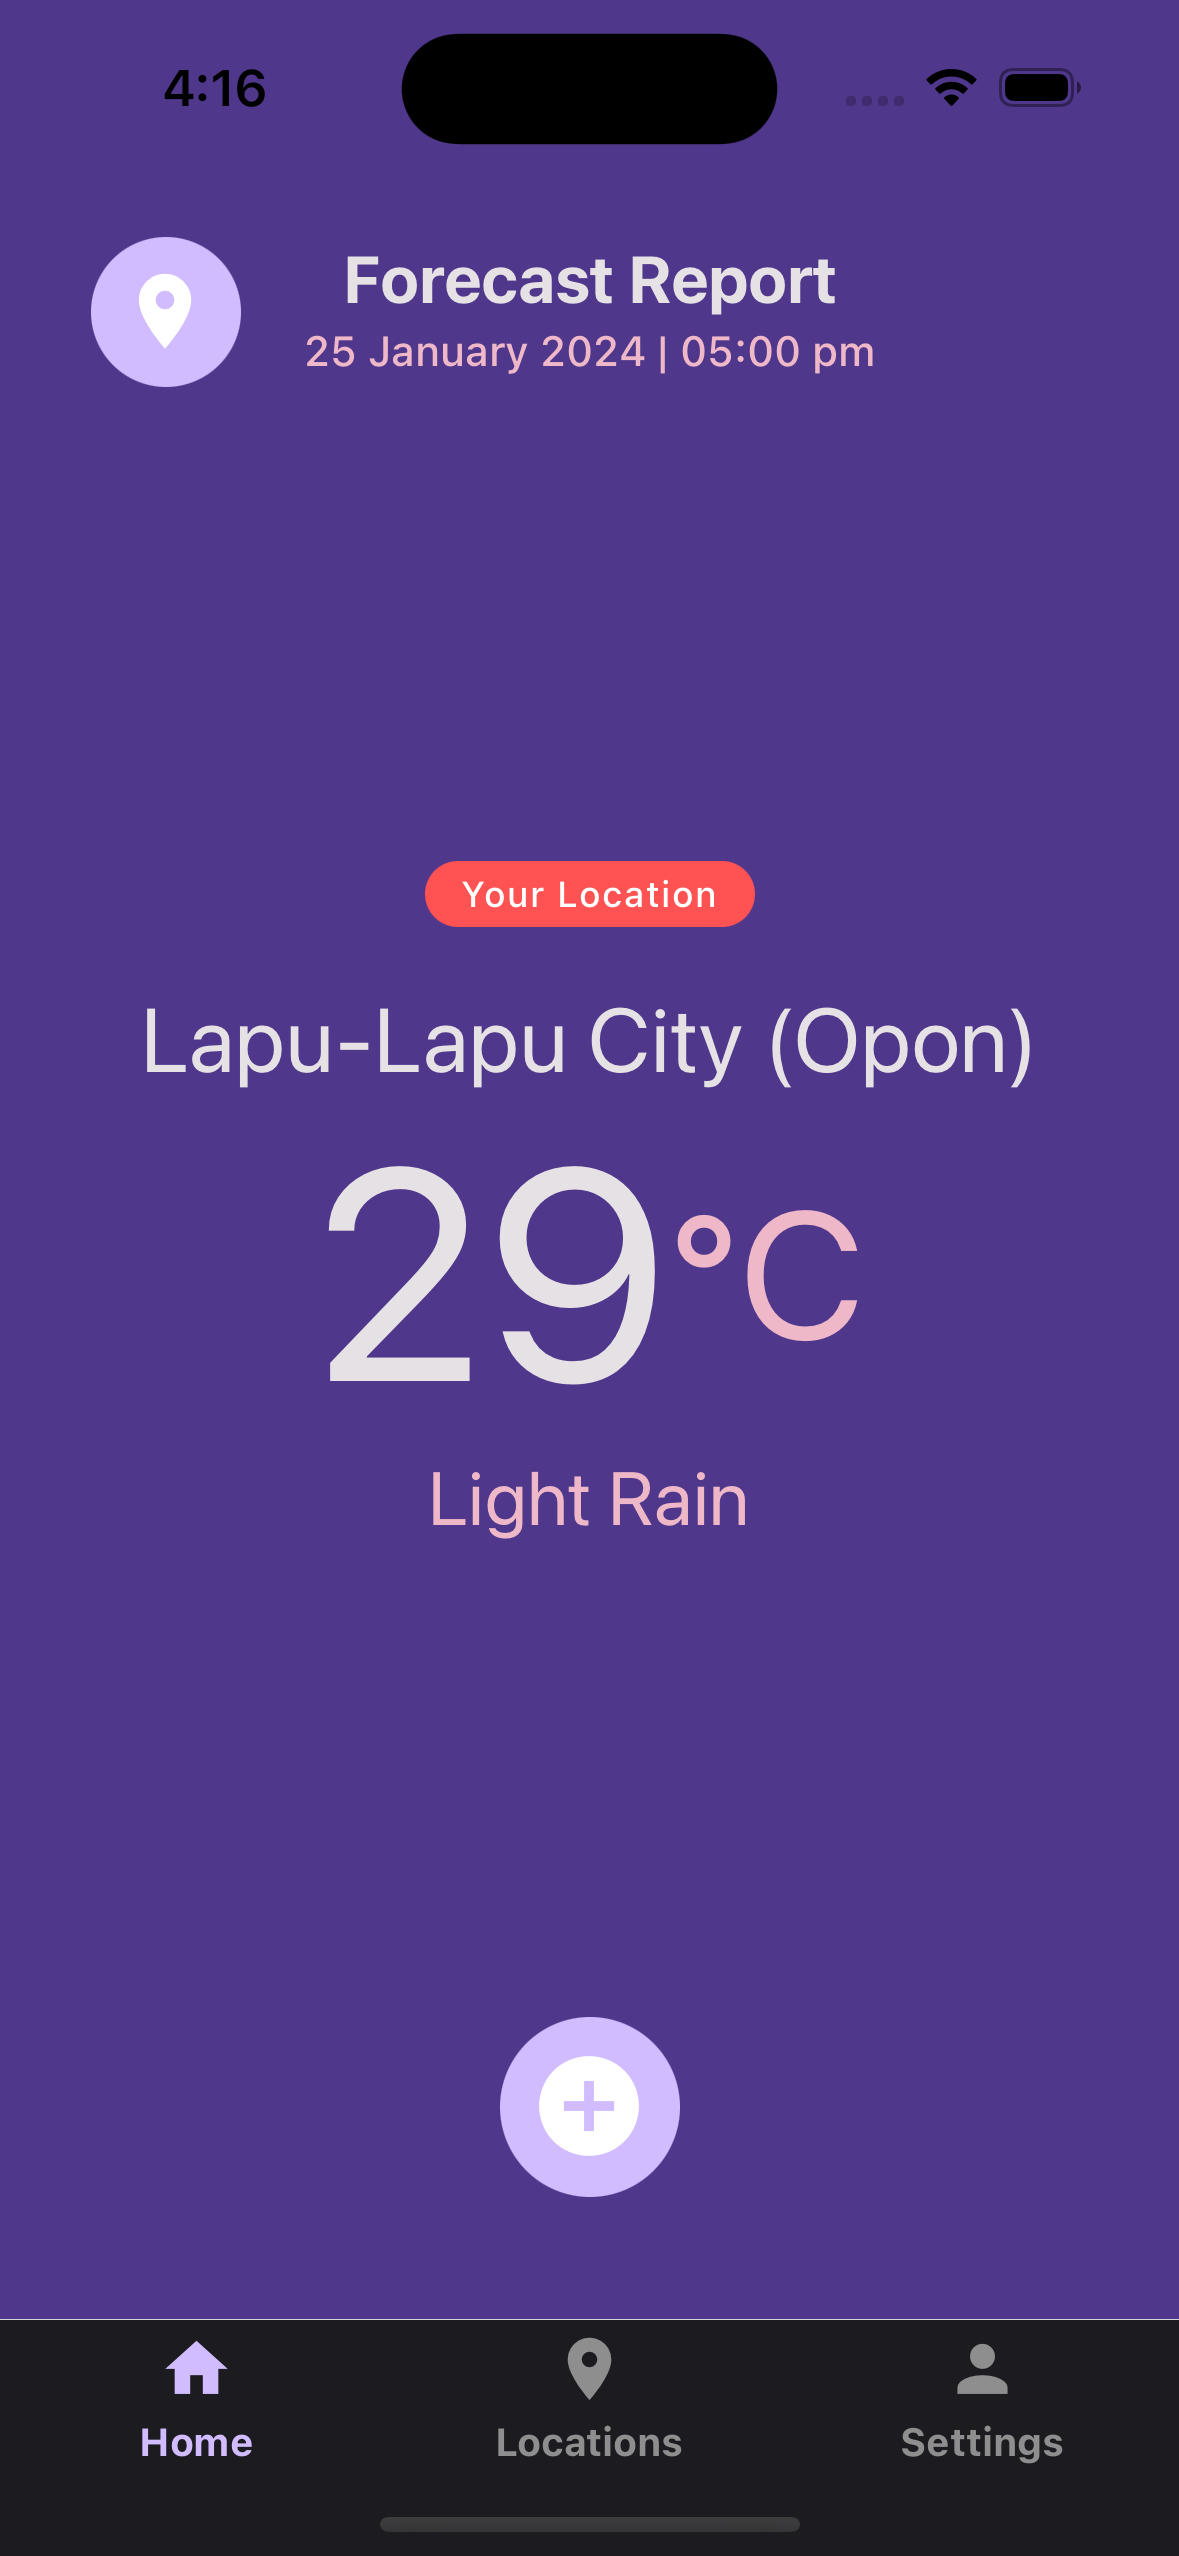 4:16
Forecast Report
25 January 2024 | 05:00 pm
Your Location
Lapu-Lapu City (Opon)
29°C
Light Rain
Home
Locations
Settings